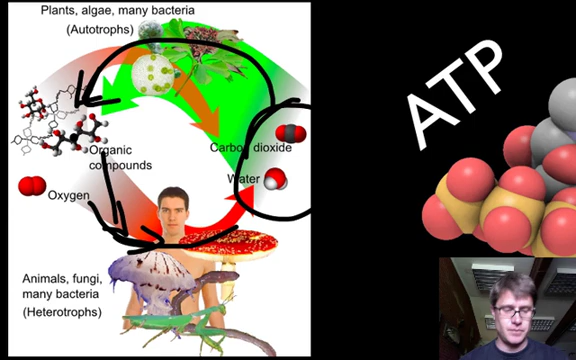 Plants, algae, many bacteria
(Autotrophs)
Carbon dioxide
Water
Organic
compounds
Oxygen
Animals, fungi,
many bacteria
(Heterotrophs)
ATP